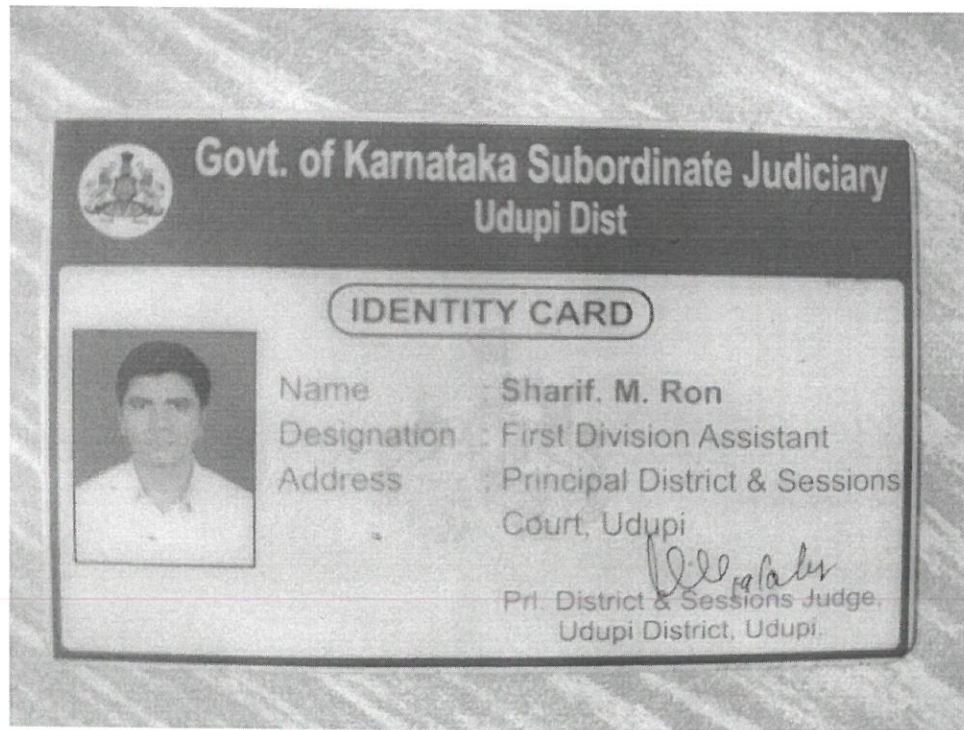 Govt. of Karnataka Subordinate Judiciary
Udupi Dist
IDENTITY CARD
Name : Sharif. M. Ron
Designation : First Division Assistant
Address : Principal District & Sessions
Court, Udupi
Prl. District & Sessions Judge,
Udupi District, Udupi.